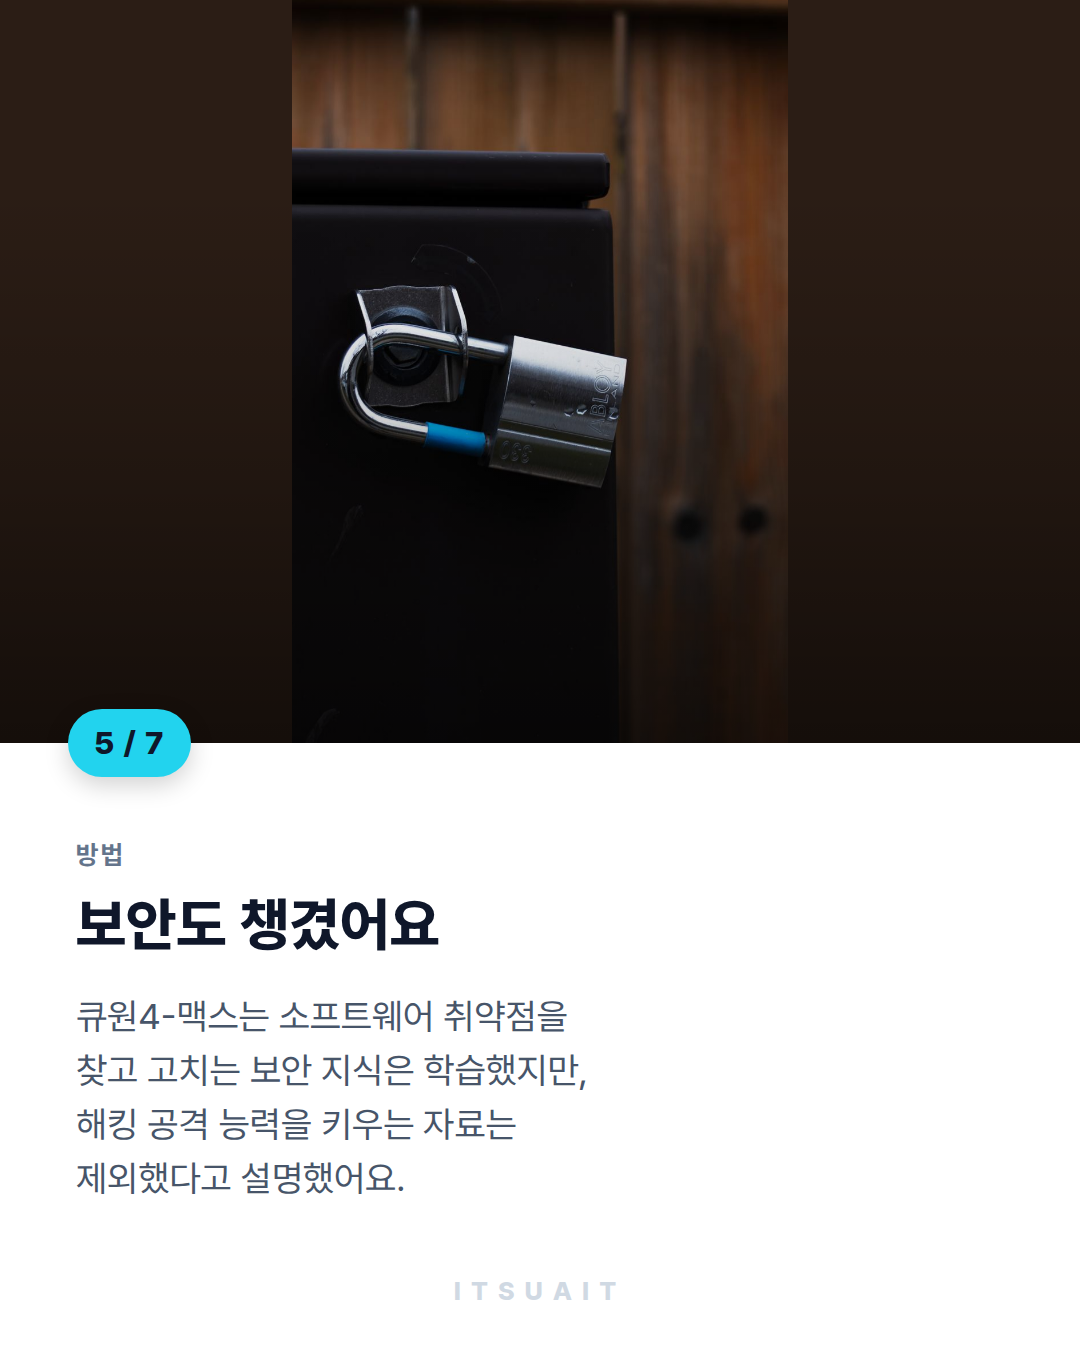 5 / 7
방법
보안도 챙겼어요
큐원4-맥스는 소프트웨어 취약점을
찾고 고치는 보안 지식은 학습했지만,
해킹 공격 능력을 키우는 자료는
제외했다고 설명했어요.
ITSUAIT